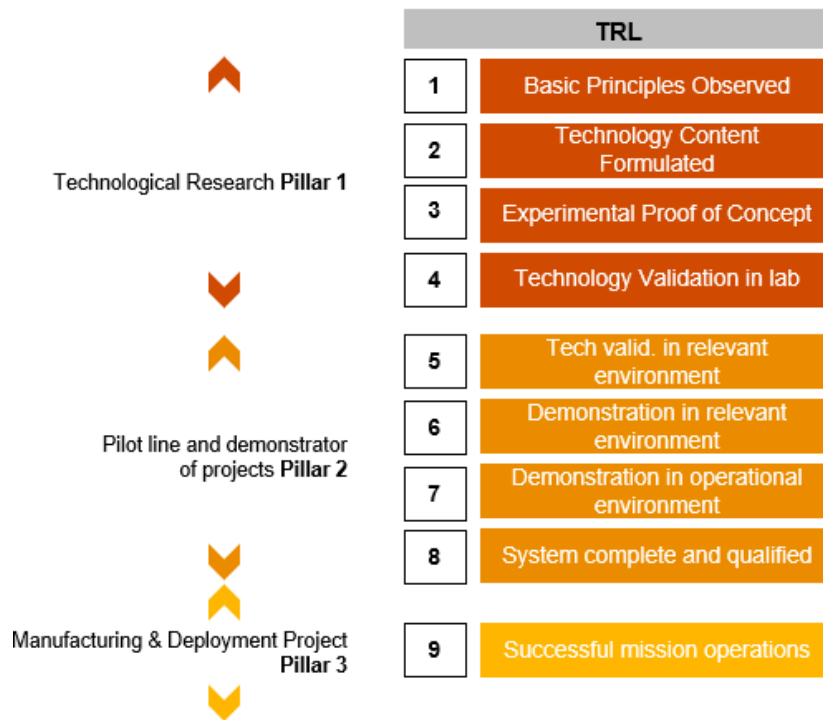 TRL
1
Basic Principles Observed
2
Technology Content
Formulated
Technological Research Pillar 1
3
Experimental Proof of Concept
4
Technology Validation in lab
5
Tech valid. in relevant
environment
6
Demonstration in relevant
environment
Pilot line and demonstrator
of projects Pillar 2
7
Demonstration in operational
environment
8
System complete and qualified
Manufacturing & Deployment Project
Pillar 3
9
Successful mission operations